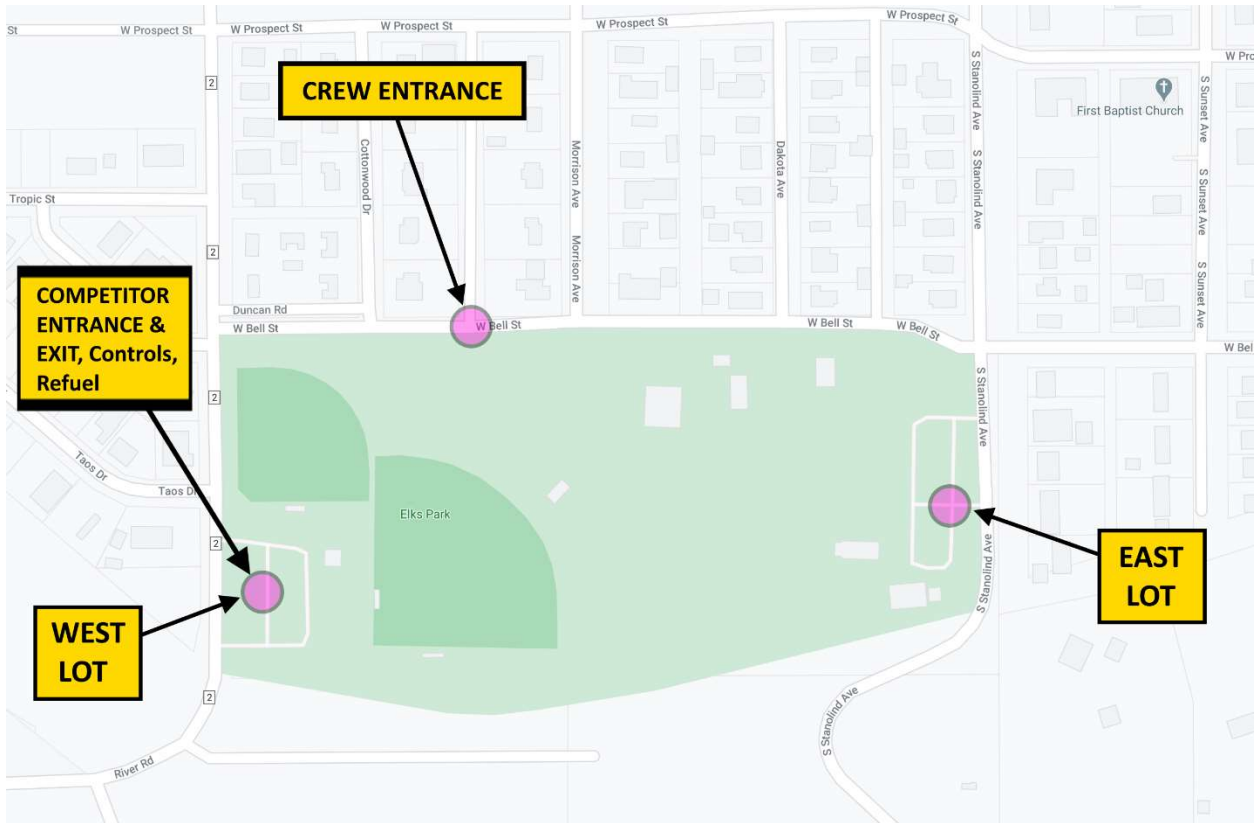 St
W Prospect St
W Prospect St
W Prospect St
W Prospect St
W Prospect St
W Pro
2
CREW ENTRANCE
S Stanolind Ave
S Stanolind Ave
S Sunset Ave
S Sunset Ave
S Sunset Ave
First Baptist Church
Cottonwood Dr
Morrison Ave
Morrison Ave
Dakota Ave
Tropic St
2
COMPETITOR
ENTRANCE &
EXIT, Controls,
Refuel
Duncan Rd
W Bell St
W Bell St
W Bell St
W Bell St
W Bel
2
S Stanolind Ave
Taos Dr
Taos Dr
Elks Park
2
S Stanolind Ave
EAST
LOT
WEST
LOT
2
S Stanolind Ave
River Rd